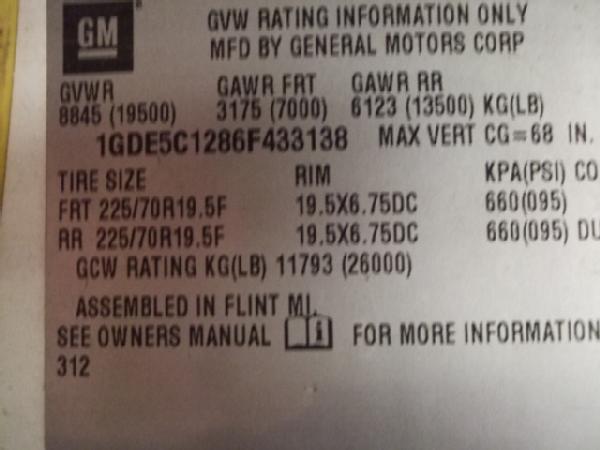 GM
GVW RATING INFORMATION ONLY
MFD BY GENERAL MOTORS CORP
GVWR GAWR FRT GAWR RR
8845 (19500) 3175 (7000) 6123 (13500) KG(LB)
1GDE5C1286F433138 MAX VERT CG=68 IN.
TIRE SIZE RIM KPA(PSI) CO
FRT 225/70R19.5F 19.5X6.75DC 660(095)
RR 225/70R19.5F 19.5X6.75DC 660(095) DU
GCW RATING KG(LB) 11793 (26000)
ASSEMBLED IN FLINT MI.
SEE OWNERS MANUAL i FOR MORE INFORMATION
312